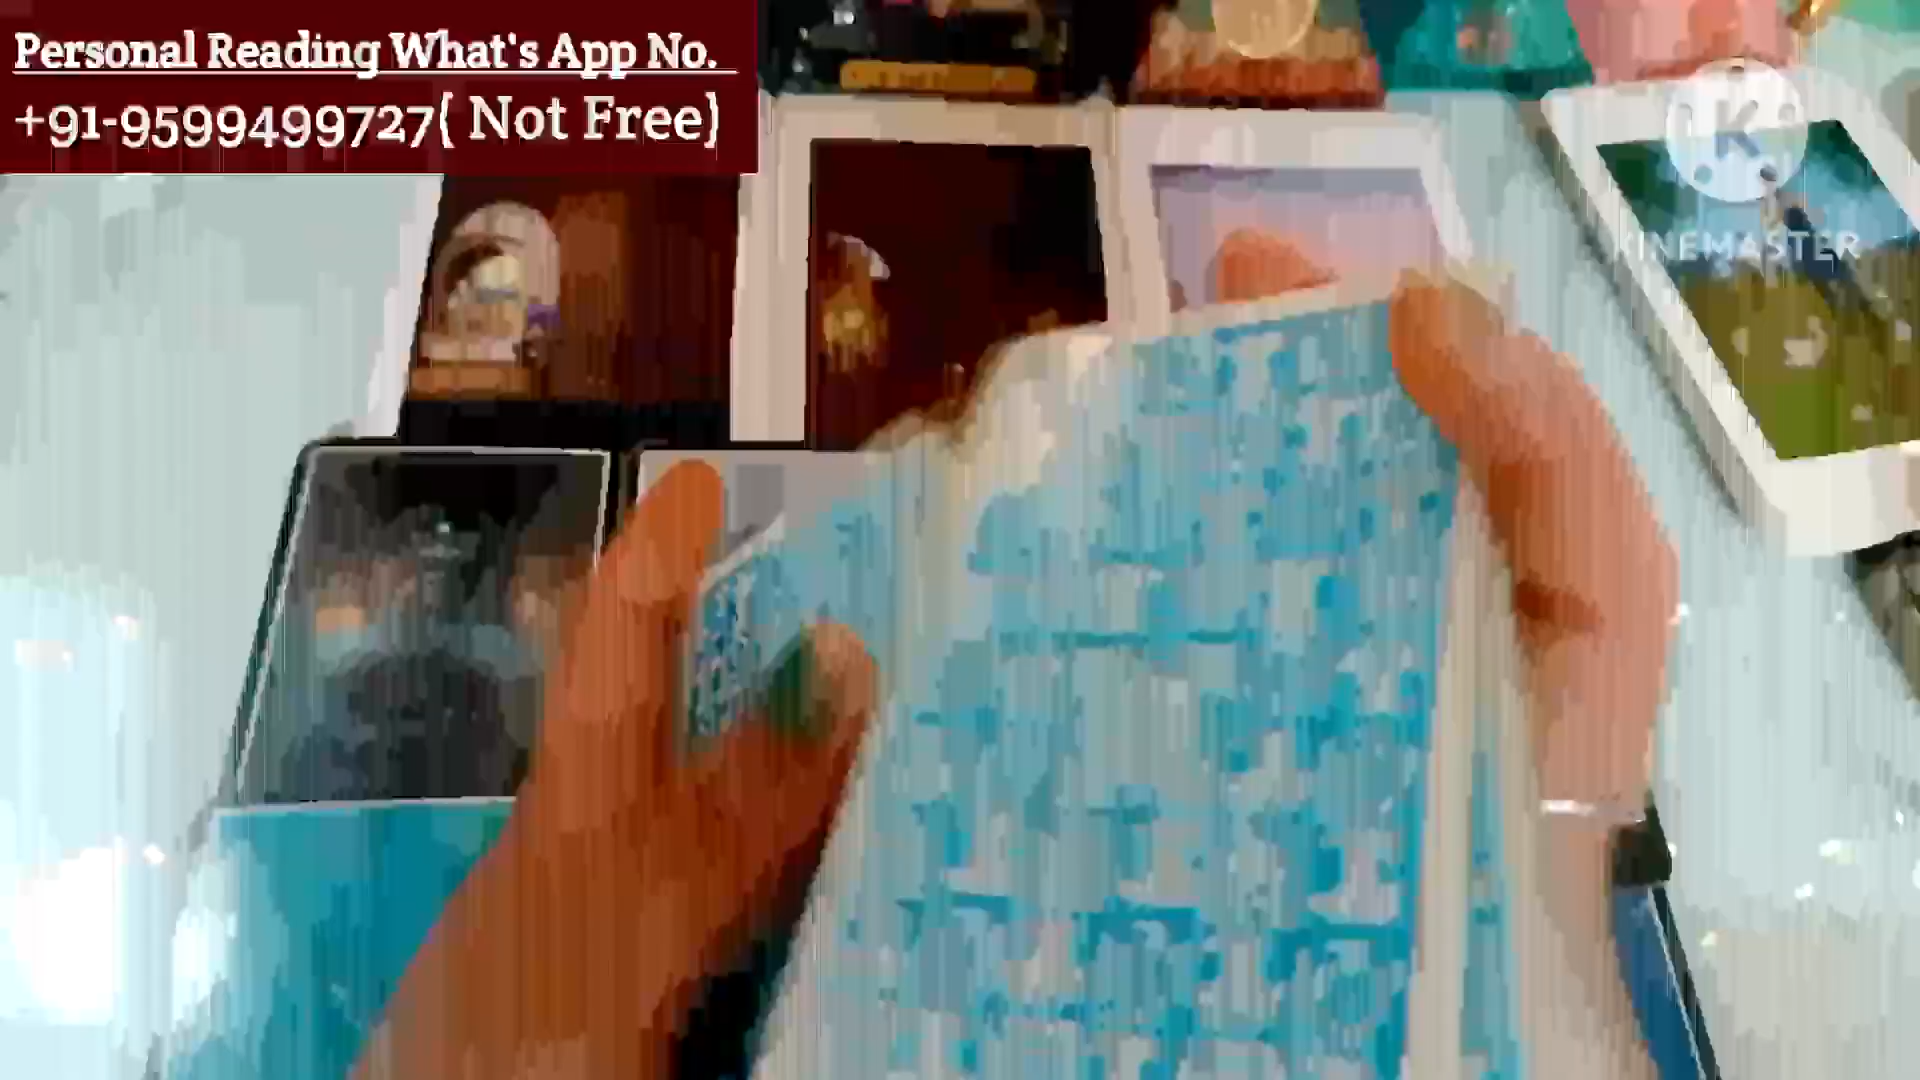 Personal Reading What's App No.
+91-9599499727( Not Free)
K
KINEMASTER